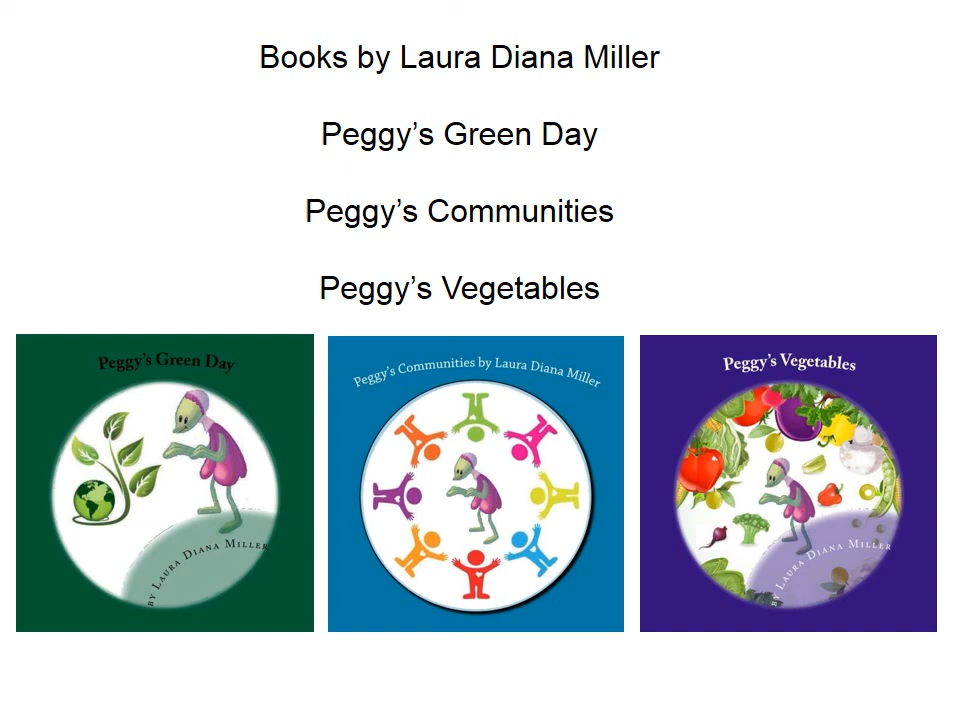 Books by Laura Diana Miller
Peggy’s Green Day
Peggy’s Communities
Peggy’s Vegetables
Peggy's Green Day
BY LAURA DIANA MILLER
Peggy's Communities by Laura Diana Miller
Peggy's Vegetables
BY LAURA DIANA MILLER